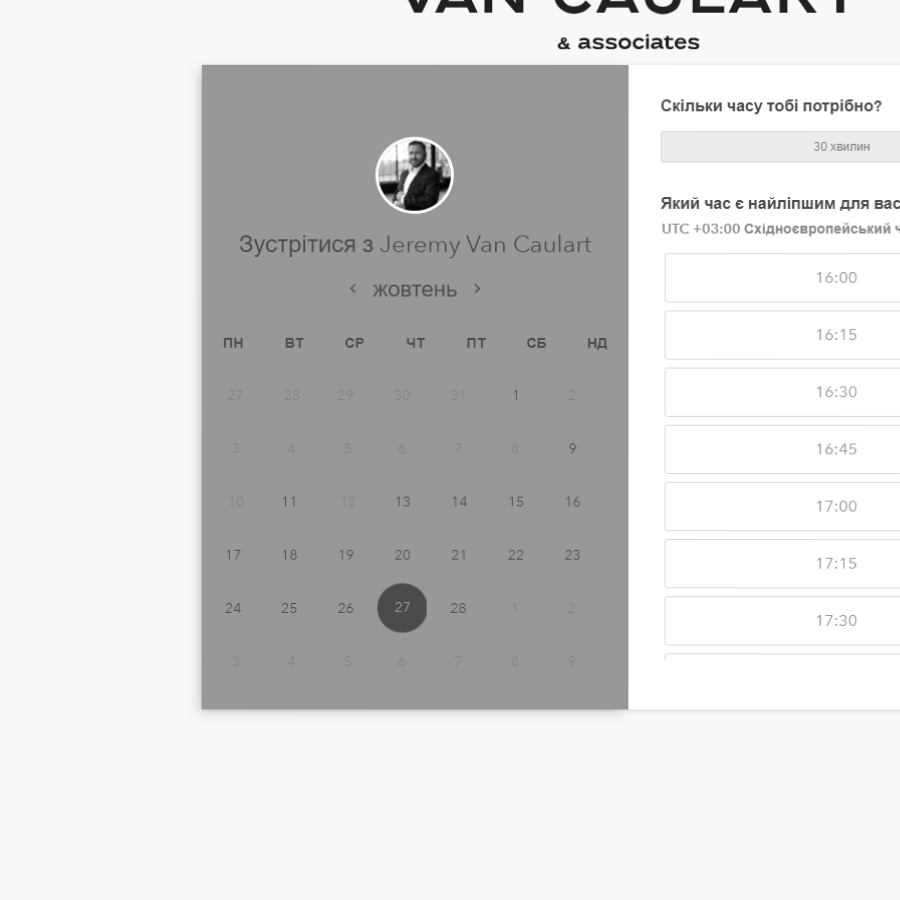 VAN CAULART
& associates
Зустрітися з Jeremy Van Caulart
жовтень
ПН ВТ СР ЧТ ПТ СБ НД
27 28 29 30 31 1 2
3 4 5 6 7 8 9
10 11 12 13 14 15 16
17 18 19 20 21 22 23
24 25 26 27 28 1 2
3 4 5 6 7 8 9
Скільки часу тобі потрібно?
30 хвилин
Який час є найліпшим для вас
UTC +03:00 Східноєвропейський ч
16:00
16:15
16:30
16:45
17:00
17:15
17:30